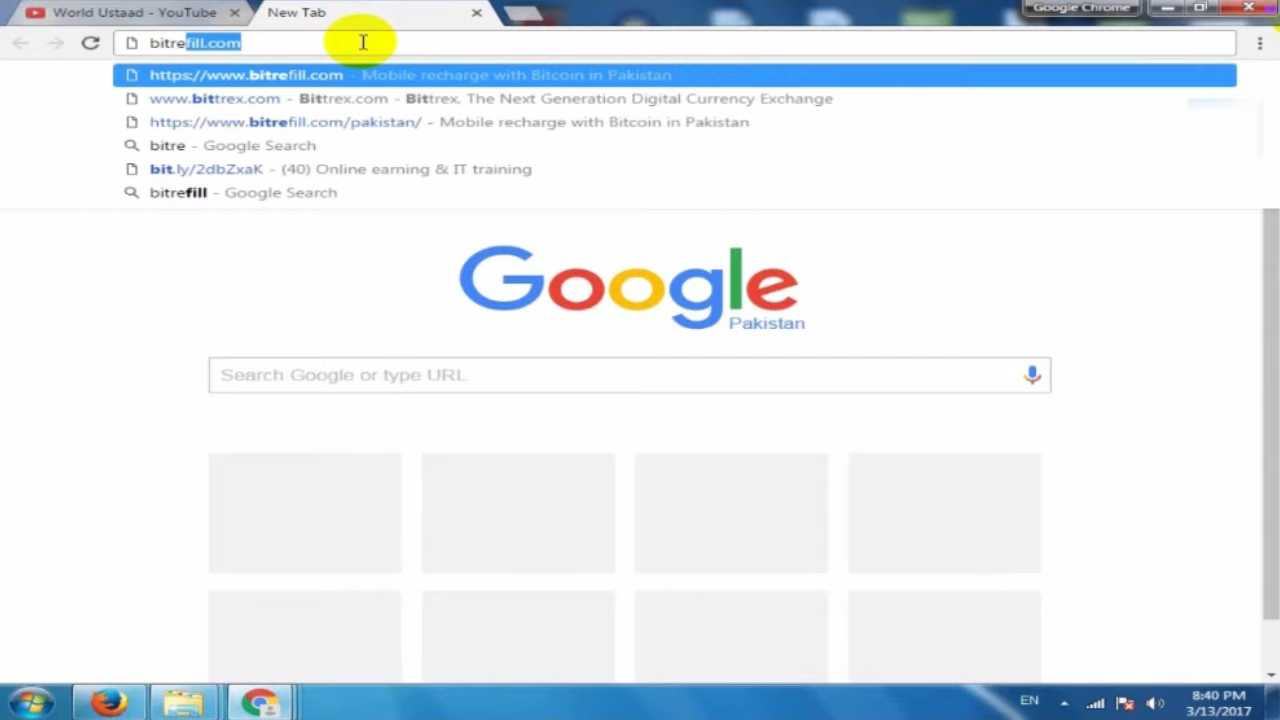 World Ustaad - YouTube
New Tab
Google Chrome
bitrefill.com
https://www.bitrefill.com - Mobile recharge with Bitcoin in Pakistan
www.bittrex.com - Bittrex.com - Bittrex. The Next Generation Digital Currency Exchange
https://www.bitrefill.com/pakistan/ - Mobile recharge with Bitcoin in Pakistan
bitre - Google Search
bit.ly/2dbZxaK - (40) Online earning & IT training
bitrefill - Google Search
Google
Pakistan
Search Google or type URL
EN
8:40 PM
3/13/2017